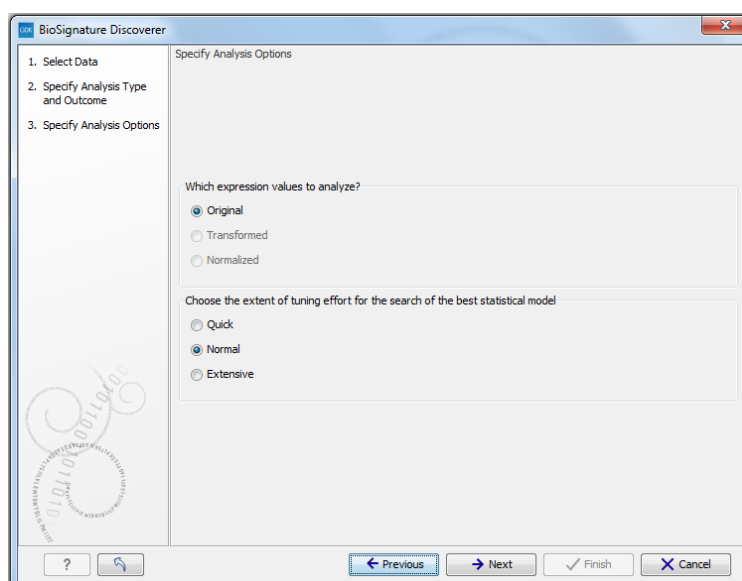 BioSignature Discoverer
1. Select Data
2. Specify Analysis Type
and Outcome
3. Specify Analysis Options
Specify Analysis Options
Which expression values to analyze?
Original
Transformed
Normalized
Choose the extent of tuning effort for the search of the best statistical model
Quick
Normal
Extensive
?
Previous
Next
Finish
Cancel